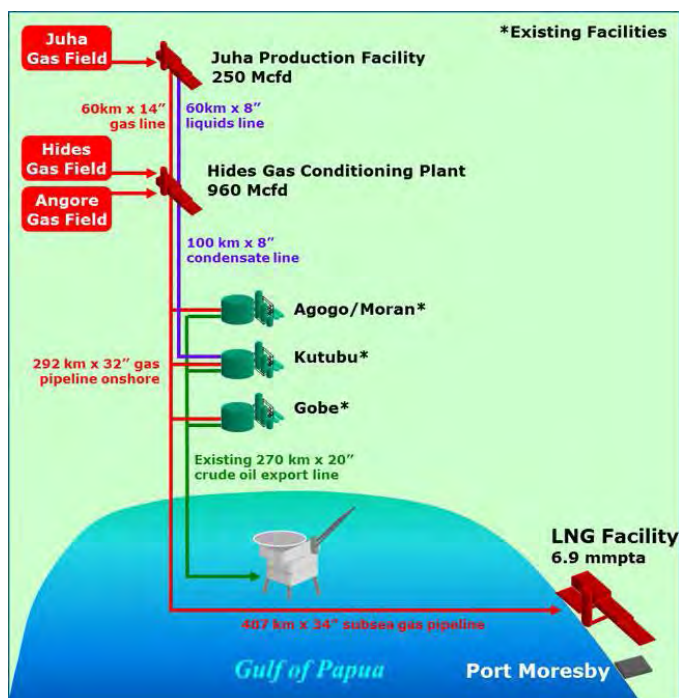 Juha
Gas Field
*Existing Facilities
Juha Production Facility
250 Mcfd
60km x 14”
gas line
60km x 8”
liquids line
Hides
Gas Field
Angore
Gas Field
Hides Gas Conditioning Plant
960 Mcfd
100 km x 8”
condensate line
Agogo/Moran*
292 km x 32” gas
pipeline onshore
Kutubu*
Gobe*
Existing 270 km x 20”
crude oil export line
LNG Facility
6.9 mmpta
407 km x 34” subsea gas pipeline
Gulf of Papua
Port Moresby